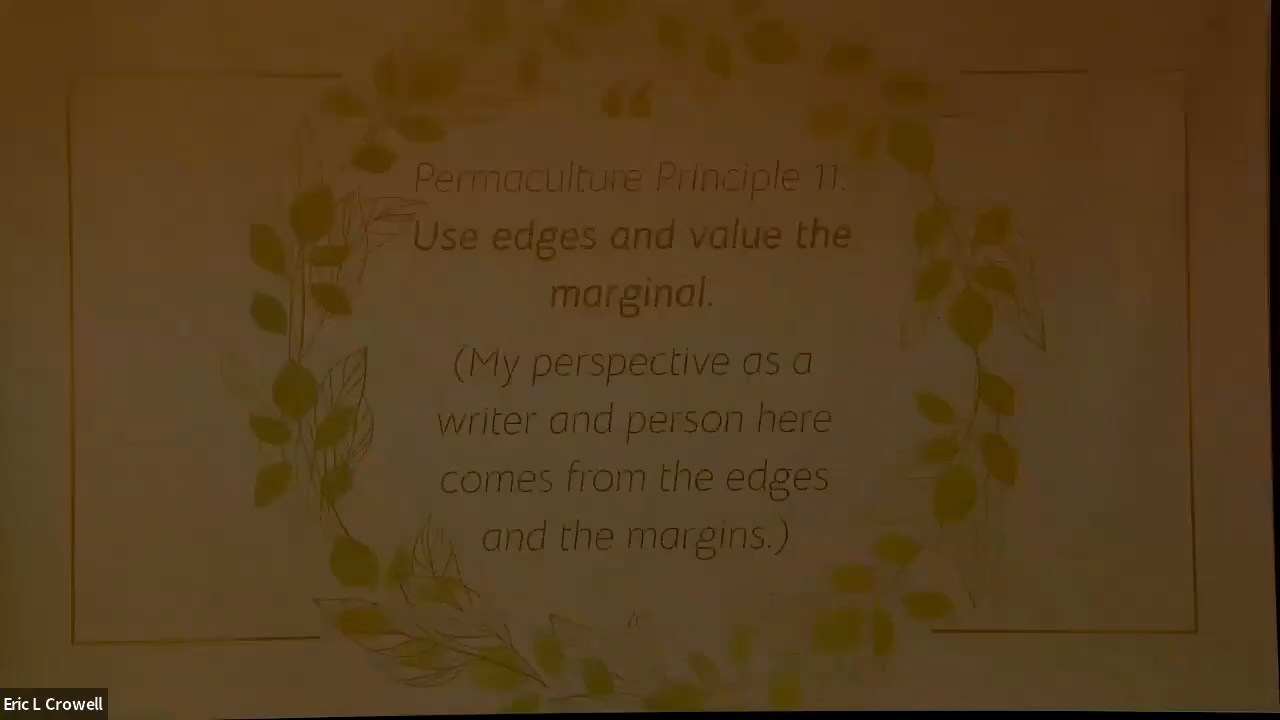 “
Permaculture Principle 11.
Use edges and value the
marginal.
(My perspective as a
writer and person here
comes from the edges
and the margins.)
Eric L Crowell